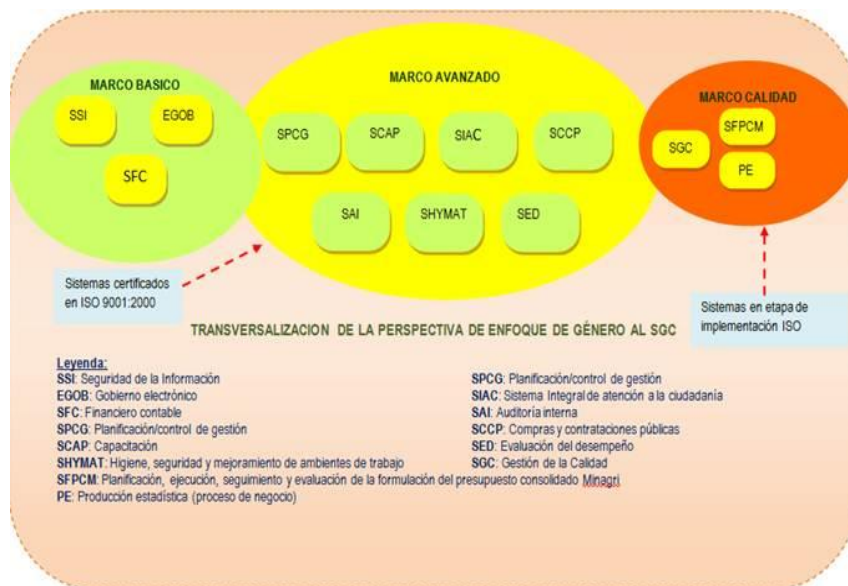 MARCO BASICO
MARCO AVANZADO
MARCO CALIDAD
SSI
EGOB
SFC
SPCG
SCAP
SIAC
SCCP
SAI
SHYMAT
SED
SGC
SFPCM
PE
Sistemas certificados
en ISO 9001:2000
Sistemas en etapa de
implementación ISO
TRANSVERSALIZACION DE LA PERSPECTIVA DE ENFOQUE DE GÉNERO AL SGC
Leyenda:
SSI: Seguridad de la Información
EGOB: Gobierno electrónico
SFC: Financiero contable
SPCG: Planificación/control de gestión
SCAP: Capacitación
SHYMAT: Higiene, seguridad y mejoramiento de ambientes de trabajo
SFPCM: Planificación, ejecución, seguimiento y evaluación de la formulación del presupuesto consolidado Minagri
PE: Producción estadística (proceso de negocio)
SPCG: Planificación/control de gestión
SIAC: Sistema Integral de atención a la ciudadanía
SAI: Auditoría interna
SCCP: Compras y contrataciones públicas
SED: Evaluación del desempeño
SGC: Gestión de la Calidad